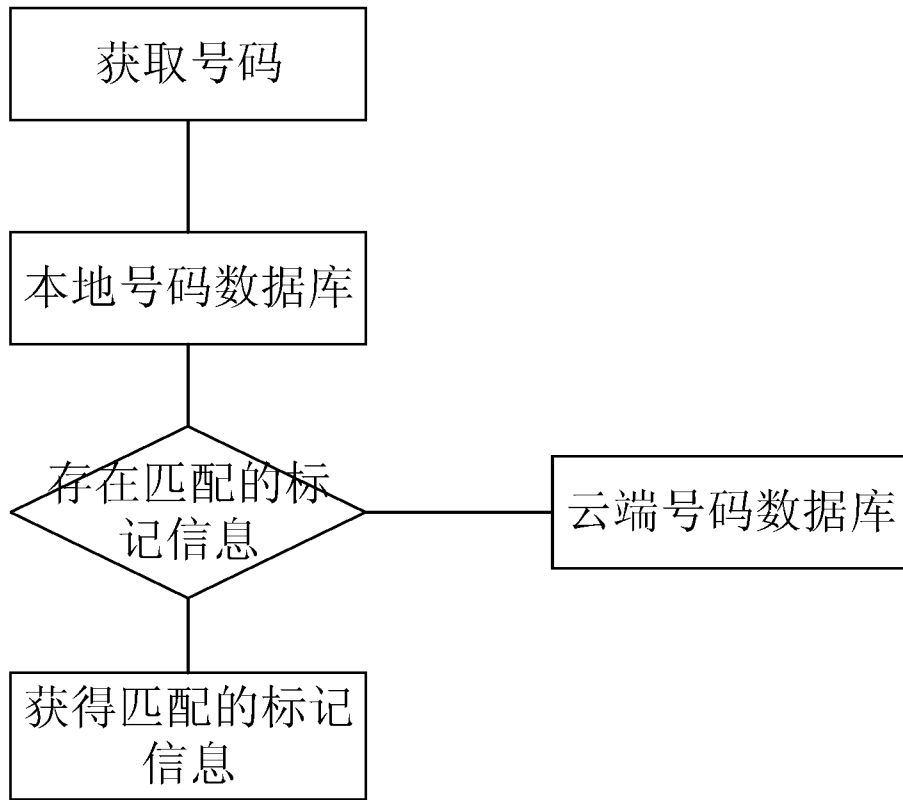 获取号码
本地号码数据库
存在匹配的标
记信息
云端号码数据库
获得匹配的标记
信息